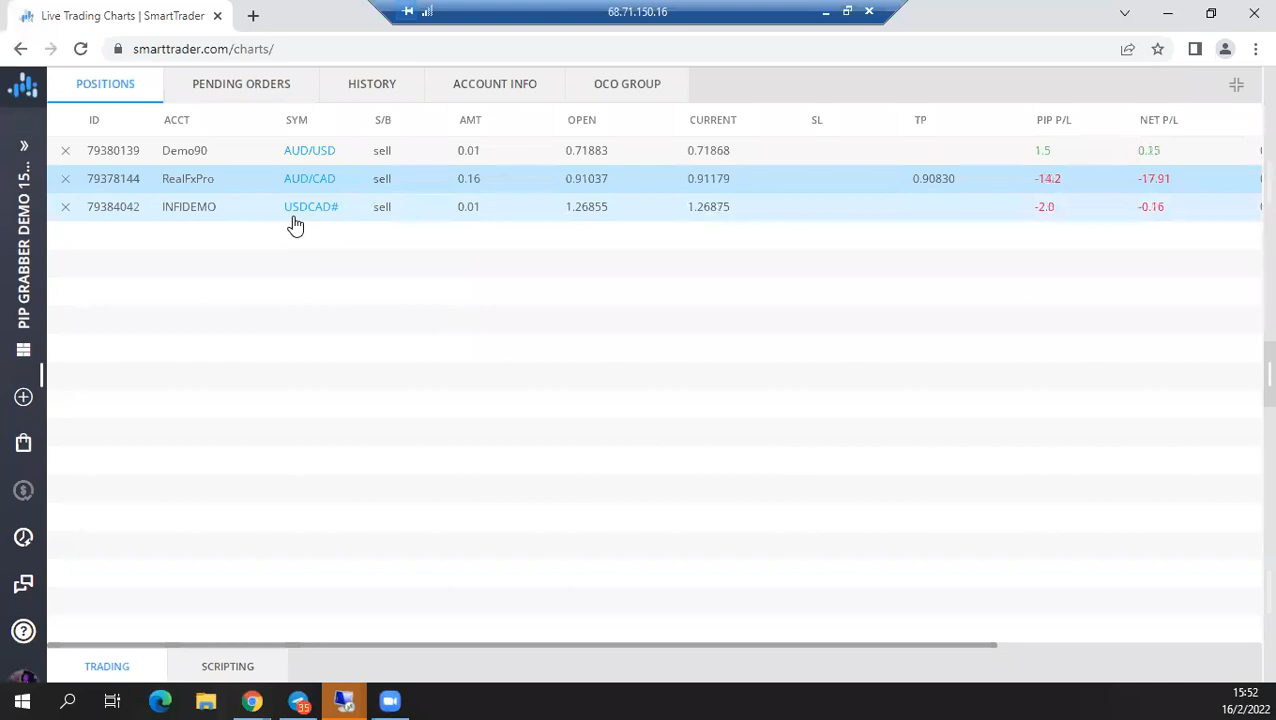 Live Trading Charts | SmartTrader
68.71.150.16
smarttrader.com/charts/
POSITIONS PENDING ORDERS HISTORY ACCOUNT INFO OCO GROUP
ID ACCT SYM S/B AMT OPEN CURRENT SL TP PIP P/L NET P/L
79380139 Demo90 AUD/USD sell 0.01 0.71883 0.71868 1.5 0.15
79378144 RealFxPro AUD/CAD sell 0.16 0.91037 0.91179 0.90830 -14.2 -17.91
79384042 INFIDEMO USDCAD# sell 0.01 1.26855 1.26875 -2.0 -0.16
PIP GRABBER DEMO 15...
TRADING SCRIPTING
35
15:52
16/2/2022